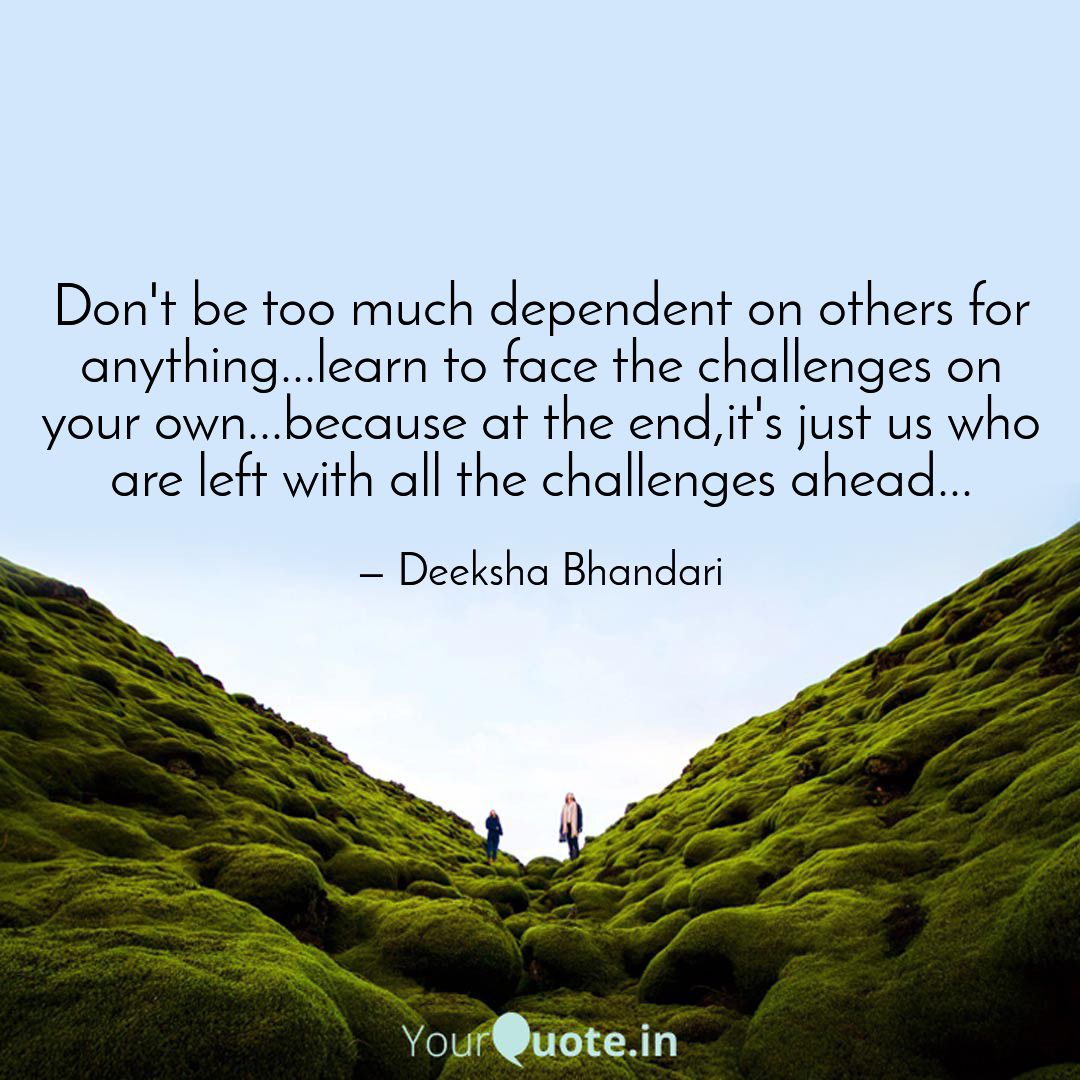 Don't be too much dependent on others for
anything...learn to face the challenges on
your own...because at the end,it's just us who
are left with all the challenges ahead...
– Deeksha Bhandari
YourQuote.in